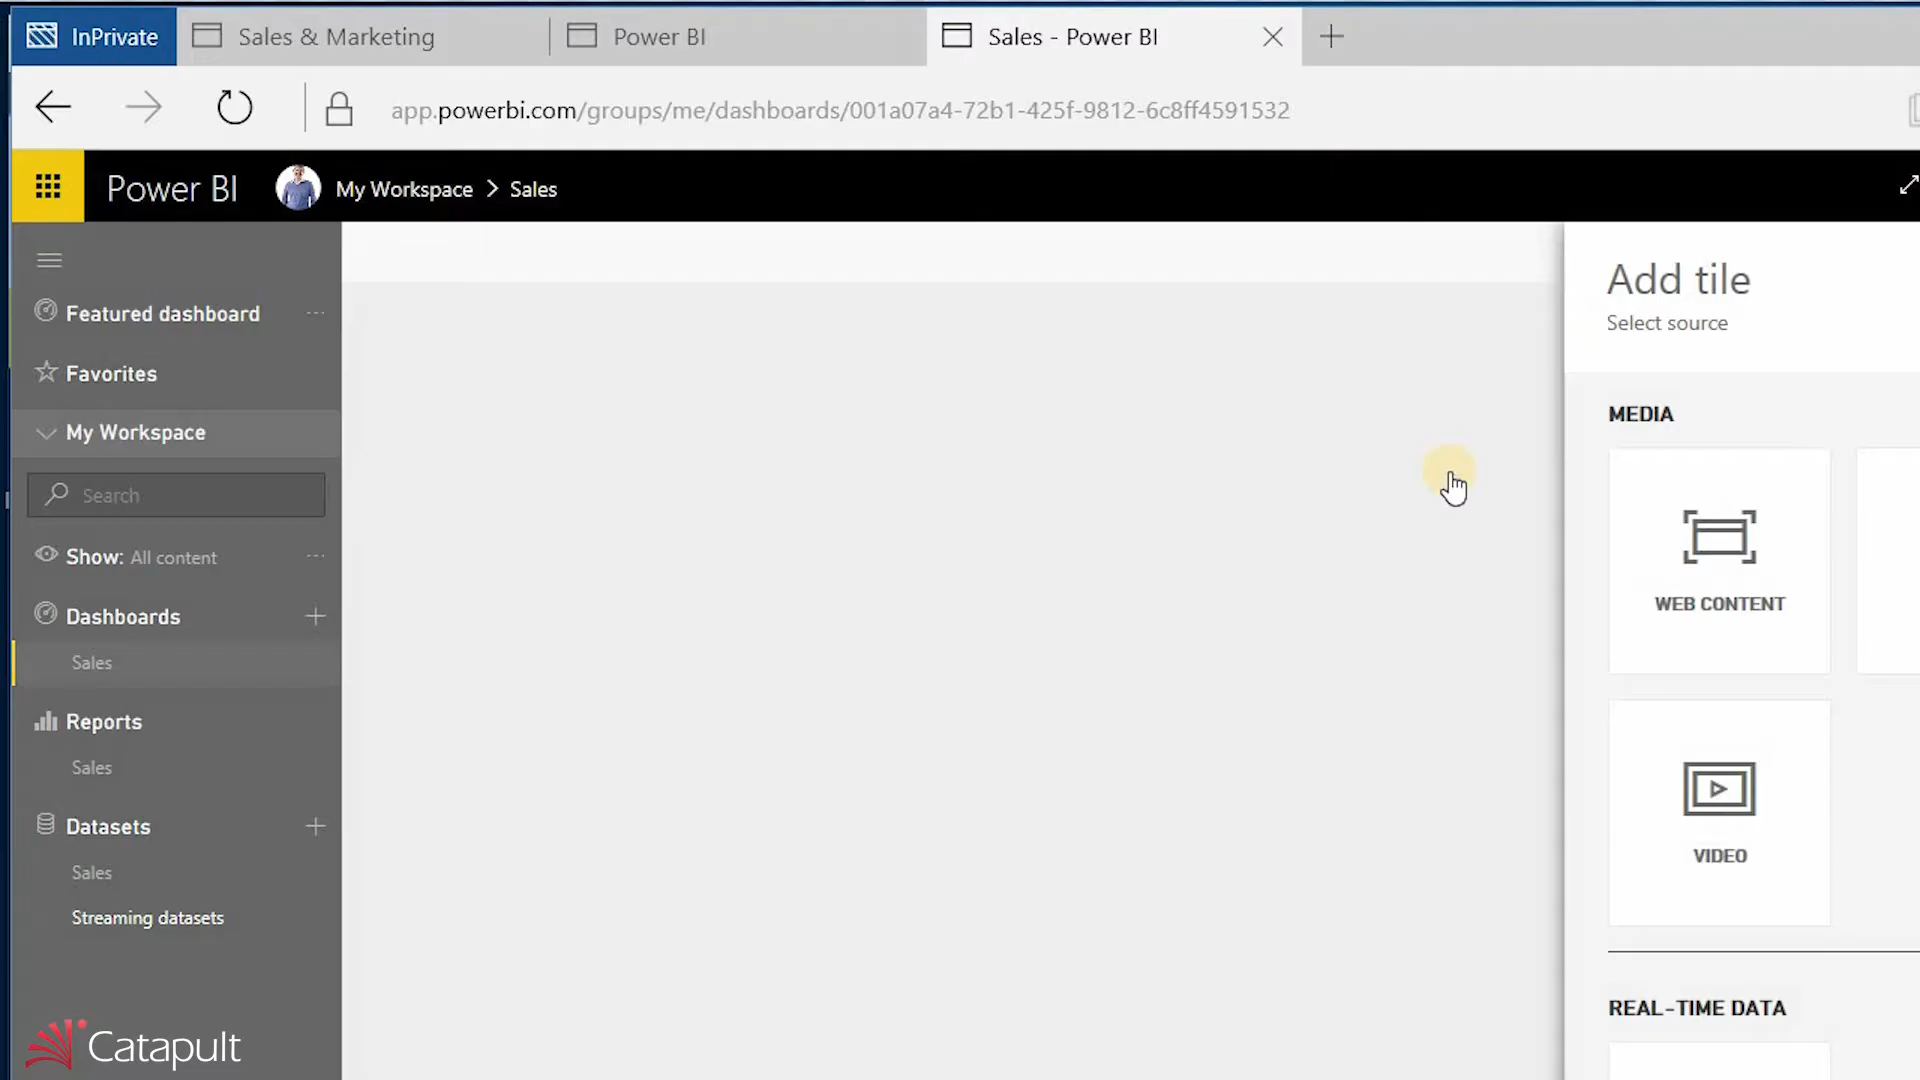 InPrivate
Sales & Marketing
Power BI
Sales - Power BI
app.powerbi.com/groups/me/dashboards/001a07a4-72b1-425f-9812-6c8ff4591532
Power BI
My Workspace > Sales
Featured dashboard
Favorites
My Workspace
Search
Show: All content
Dashboards
Sales
Reports
Sales
Datasets
Sales
Streaming datasets
Catapult
Add tile
Select source
MEDIA
WEB CONTENT
VIDEO
REAL-TIME DATA